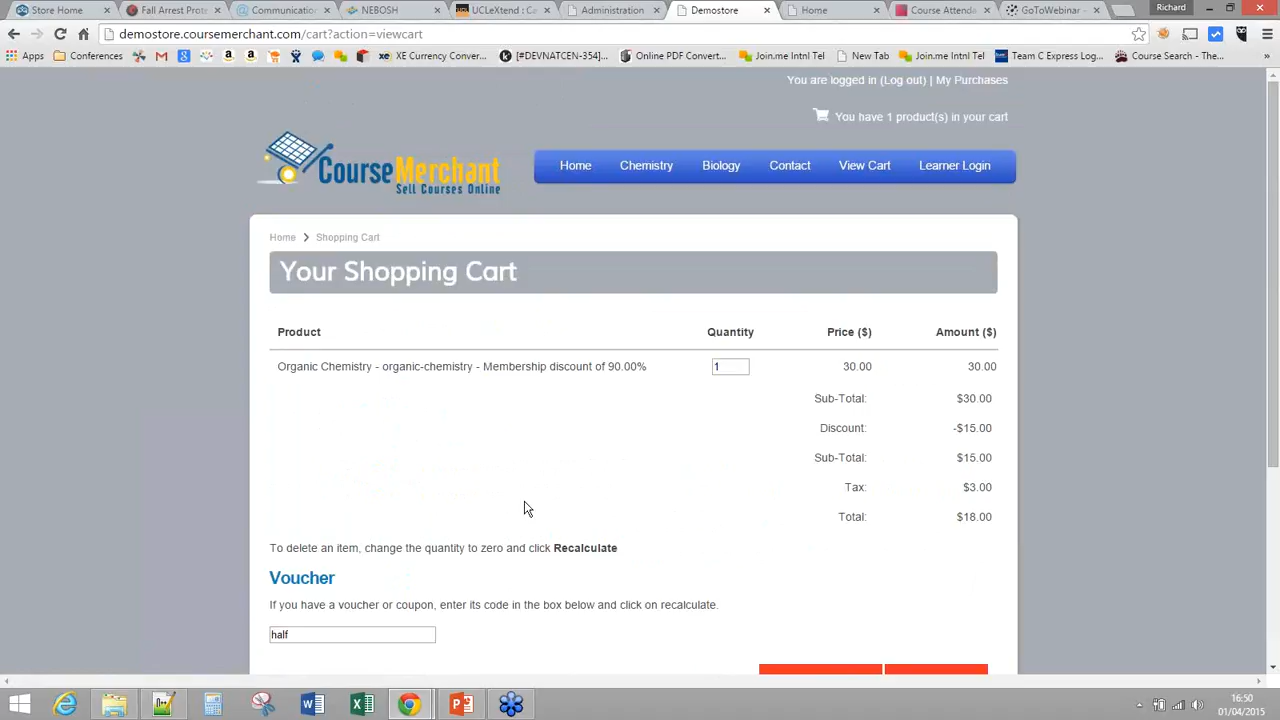 Store Home
Fall Arrest Prot
Communication
NEBOSH
UCLeXtend : C
Administration
Demostore
Home
Course Attenda
GoToWebinar -
Richard
demostore.coursemerchant.com/cart?action=viewcart
Apps
Conferences
XE Currency Conver...
[#DEVNATCEN-354]...
Online PDF Convert...
Join.me Intnl Tel
New Tab
Join.me Intnl Tel
Team C Express Log...
Course Search - The...
»
You are logged in (Log out) | My Purchases
You have 1 product(s) in your cart
CourseMerchant
Sell Courses Online
Home Chemistry Biology Contact View Cart Learner Login
Home > Shopping Cart
Your Shopping Cart
Product Quantity Price ($) Amount ($)
Organic Chemistry - organic-chemistry - Membership discount of 90.00% 1 30.00 30.00
Sub-Total: $30.00
Discount: -$15.00
Sub-Total: $15.00
Tax: $3.00
Total: $18.00
To delete an item, change the quantity to zero and click Recalculate
Voucher
If you have a voucher or coupon, enter its code in the box below and click on recalculate.
half
16:50
01/04/2015